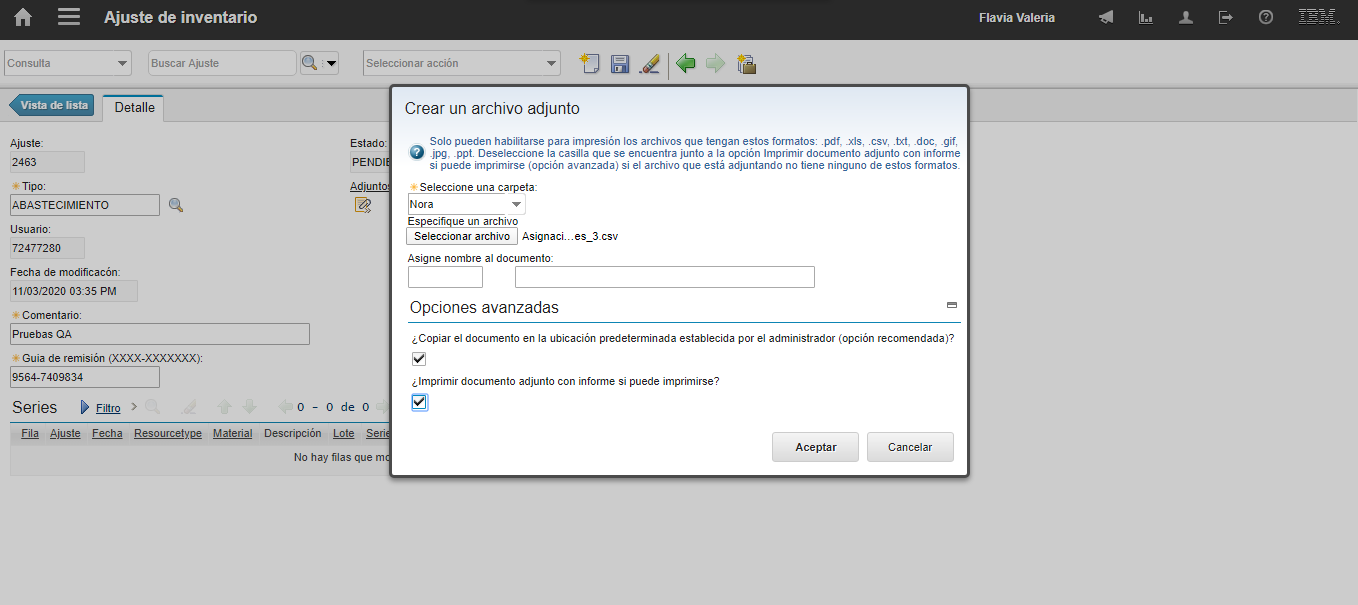 Ajuste de inventario
Flavia Valeria
IBM.
Consulta
Buscar Ajuste
Seleccionar acción
Vista de lista
Detalle
Ajuste:
2463
Estado:
PENDIE
Tipo:
ABASTECIMIENTO
Adjuntos
Usuario:
72477280
Fecha de modificacón:
11/03/2020 03:35 PM
Comentario:
Pruebas QA
Guia de remisión (XXXX-XXXXXXX):
9564-7409834
Series
Filtro
0 - 0 de 0
Fila Ajuste Fecha Resourcetype Material Descripción Lote Serie
No hay filas que mo
Crear un archivo adjunto
Solo pueden habilitarse para impresión los archivos que tengan estos formatos: .pdf, .xls, .csv, .txt, .doc, .gif,
.jpg, .ppt. Deseleccione la casilla que se encuentra junto a la opción Imprimir documento adjunto con informe
si puede imprimirse (opción avanzada) si el archivo que está adjuntando no tiene ninguno de estos formatos.
Seleccione una carpeta:
Nora
Especifique un archivo
Seleccionar archivo Asignaci...es_3.csv
Asigne nombre al documento:
Opciones avanzadas
¿Copiar el documento en la ubicación predeterminada establecida por el administrador (opción recomendada)?
¿Imprimir documento adjunto con informe si puede imprimirse?
Aceptar
Cancelar